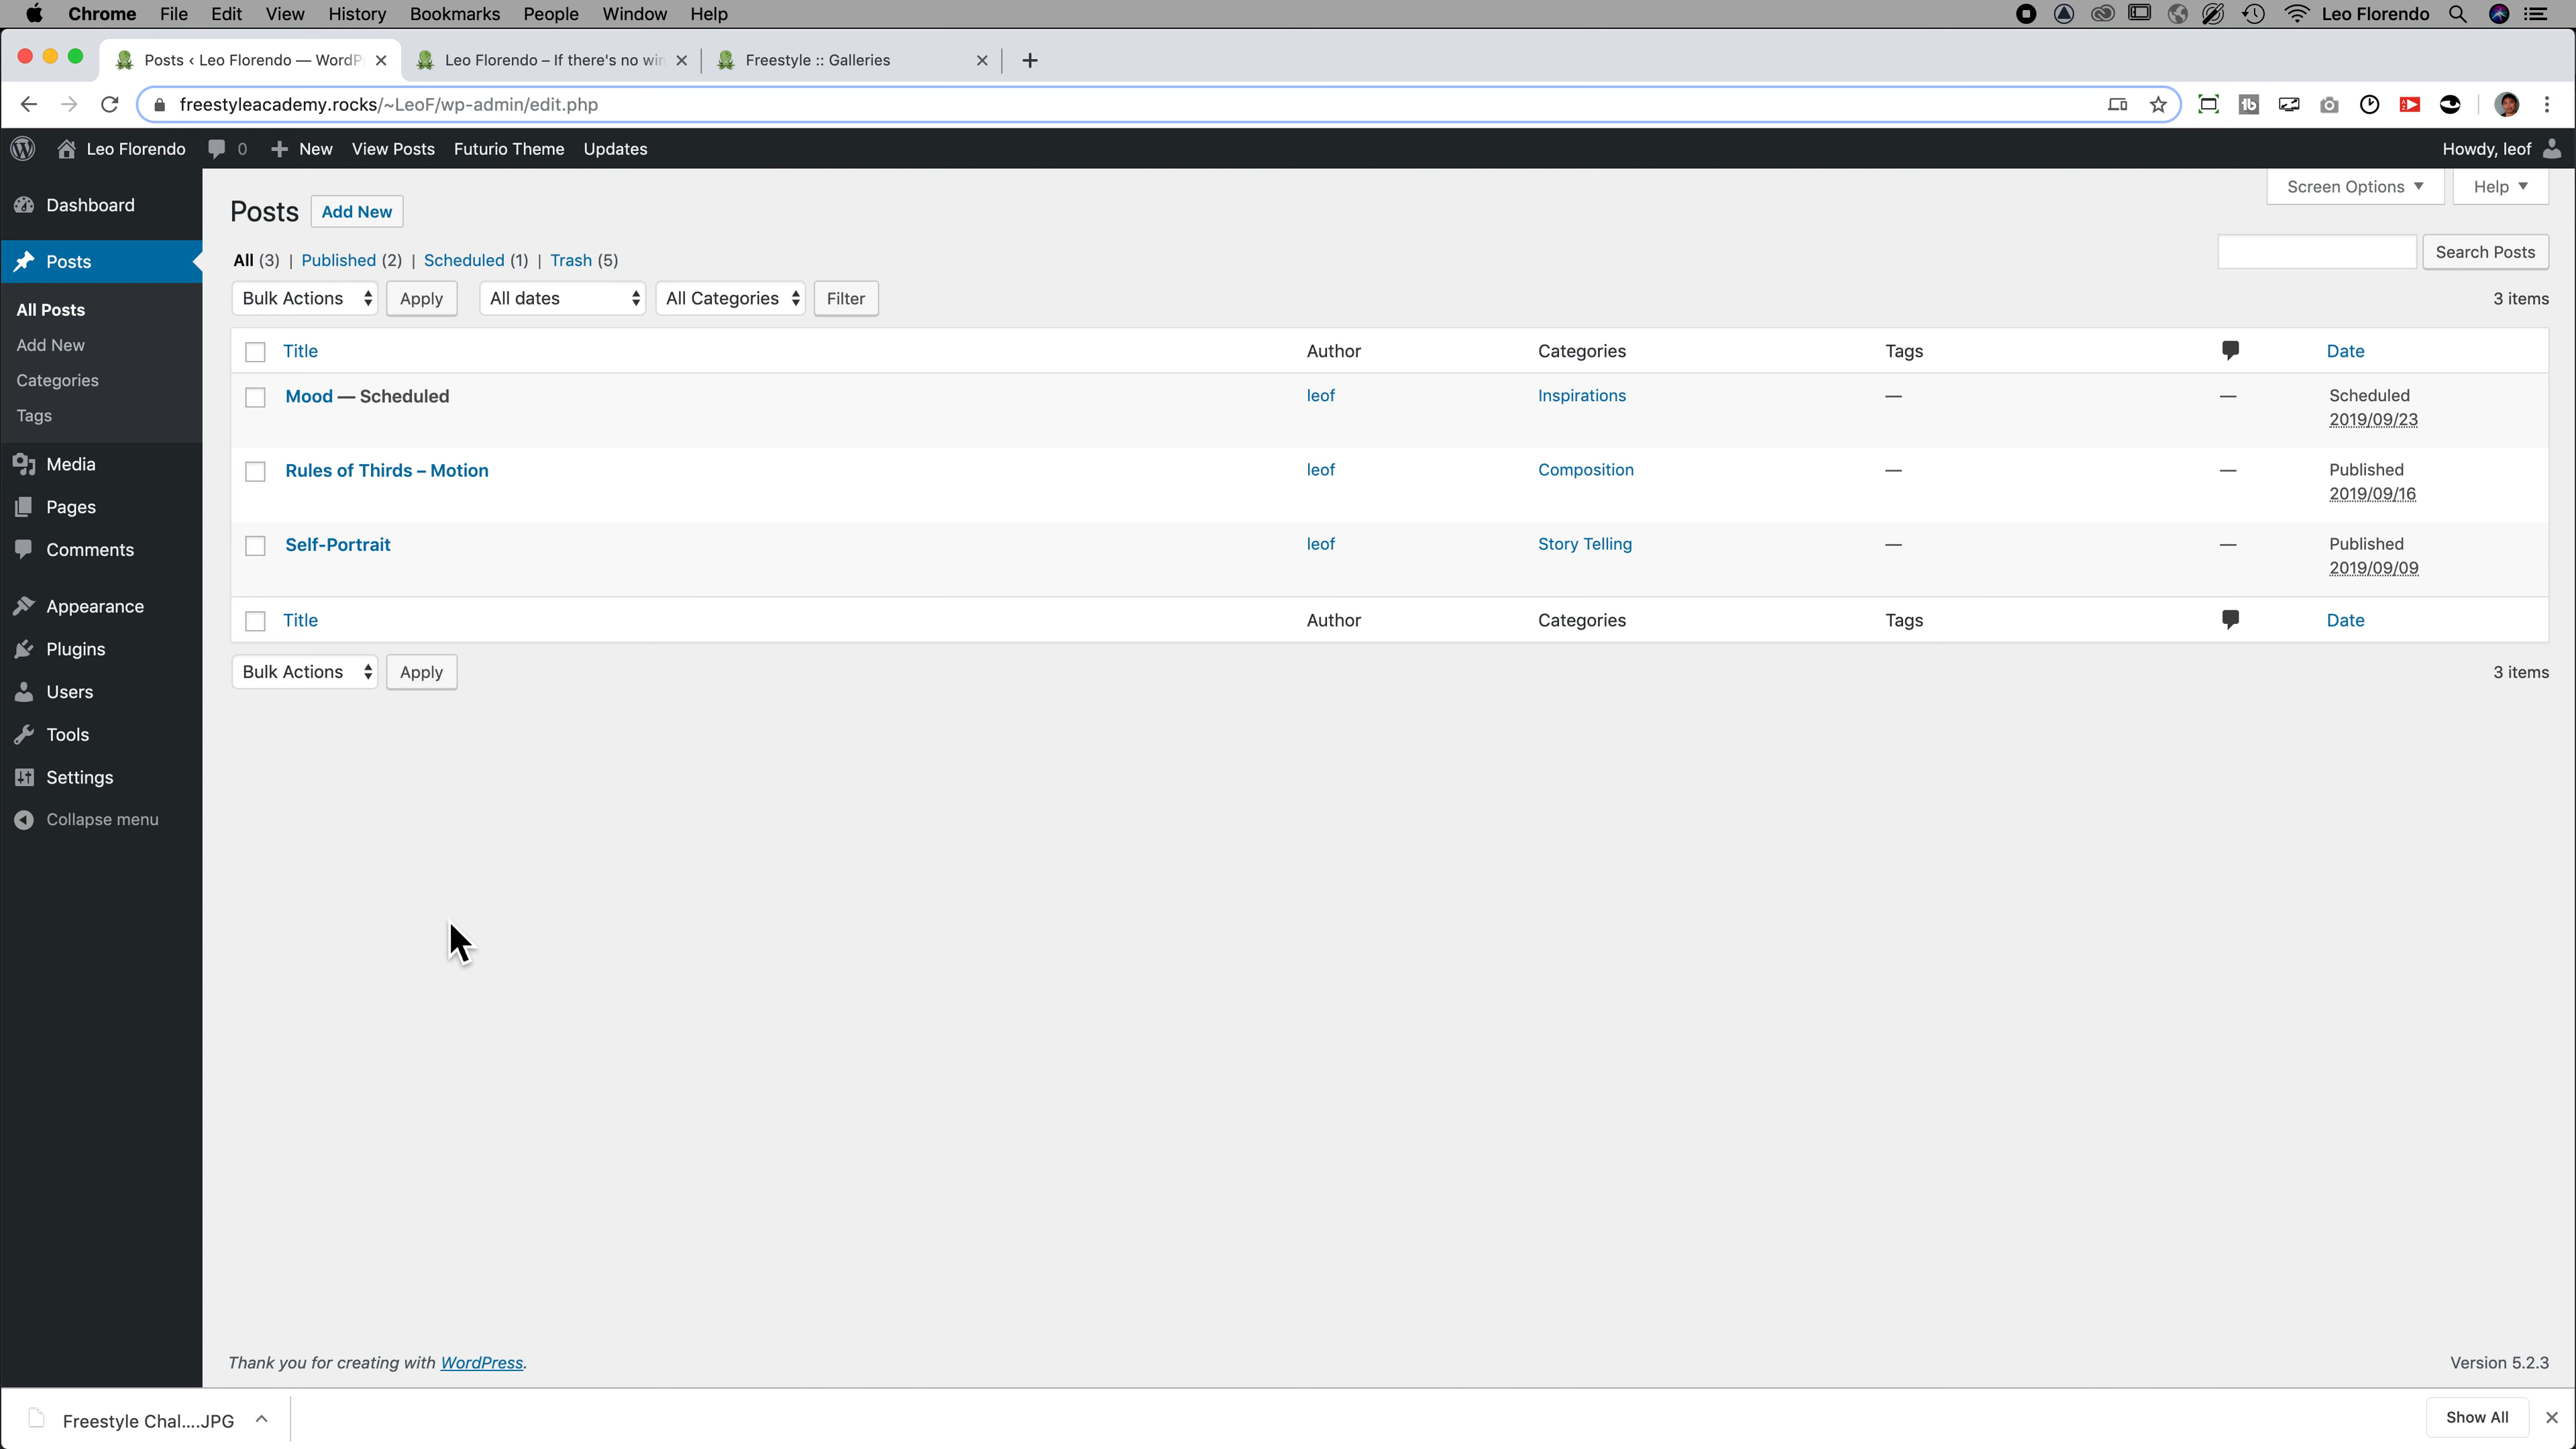 Chrome File Edit View History Bookmarks People Window Help Leo Florendo
Posts ‹ Leo Florendo — WordP Leo Florendo – If there's no win Freestyle :: Galleries
freestyleacademy.rocks/~LeoF/wp-admin/edit.php
Leo Florendo 0 New View Posts Futurio Theme Updates Howdy, leof
Dashboard
Posts
All Posts
Add New
Categories
Tags
Media
Pages
Comments
Appearance
Plugins
Users
Tools
Settings
Collapse menu
Screen Options Help
Posts Add New
All (3) | Published (2) | Scheduled (1) | Trash (5)
Search Posts
Bulk Actions Apply All dates All Categories Filter 3 items
Title Author Categories Tags Date
Mood — Scheduled leof Inspirations — — Scheduled
2019/09/23
Rules of Thirds – Motion leof Composition — — Published
2019/09/16
Self-Portrait leof Story Telling — — Published
2019/09/09
Title Author Categories Tags Date
Bulk Actions Apply 3 items
Thank you for creating with WordPress. Version 5.2.3
Freestyle Chal....JPG Show All